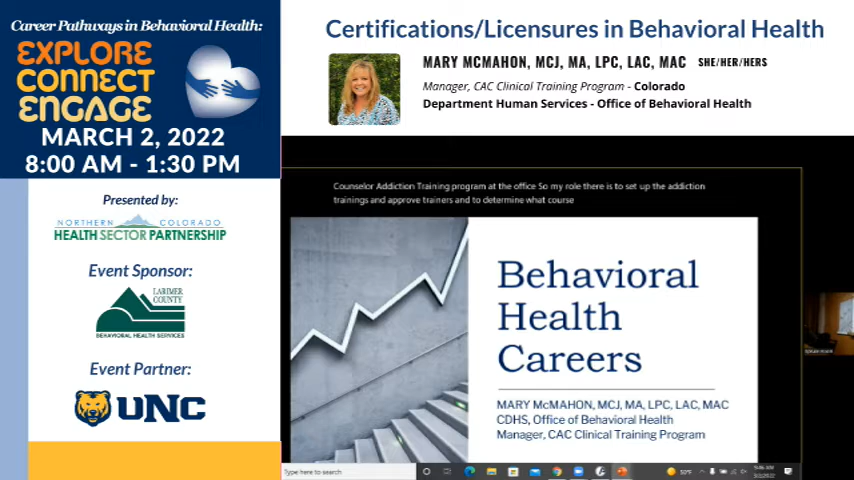 Career Pathways in Behavioral Health:
EXPLORE
CONNECT
ENGAGE
MARCH 2, 2022
8:00 AM - 1:30 PM
Presented by:
NORTHERN COLORADO
HEALTH SECTOR PARTNERSHIP
Event Sponsor:
LARIMER
COUNTY
BEHAVIORAL HEALTH SERVICES
Event Partner:
UNC
Certifications/Licensures in Behavioral Health
MARY MCMAHON, MCJ, MA, LPC, LAC, MAC SHE/HER/HERS
Manager, CAC Clinical Training Program - Colorado
Department Human Services - Office of Behavioral Health
Counselor Addiction Training program at the office So my role there is to set up the addiction
trainings and approve trainers and to determine what course
Behavioral
Health
Careers
MARY McMAHON, MCJ, MA, LPC, LAC, MAC
CDHS, Office of Behavioral Health
Manager, CAC Clinical Training Program
Type here to search